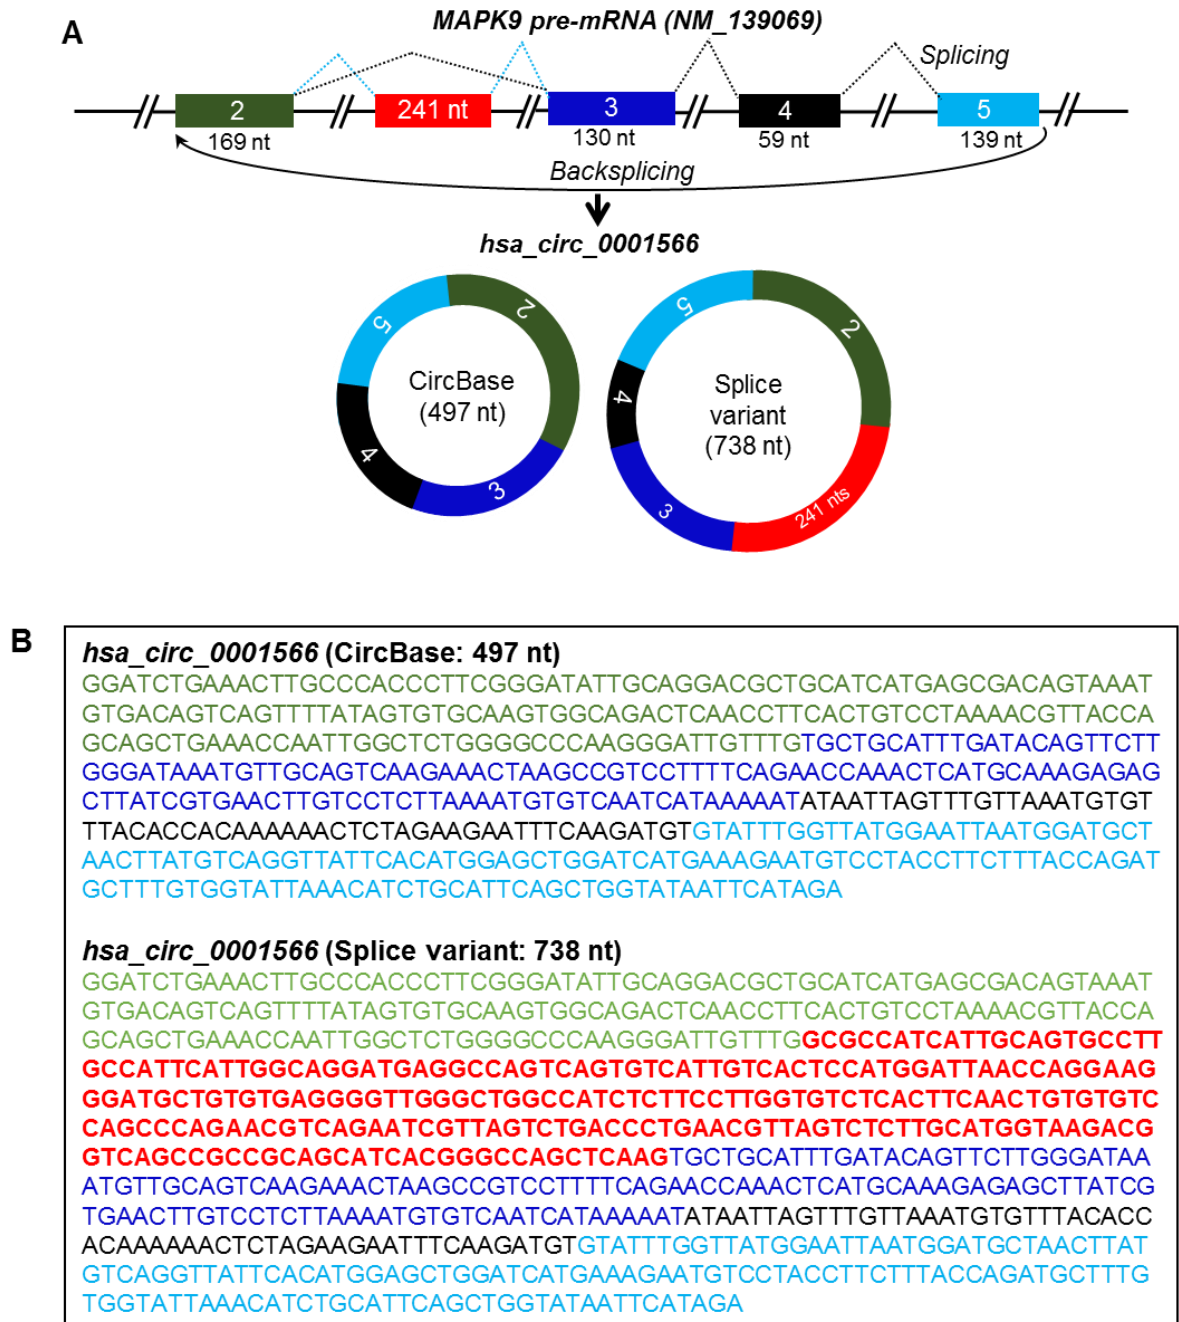 A
MAPK9 pre-mRNA (NM_139069)
Splicing
2
241 nt
3
4
5
169 nt
130 nt
59 nt
139 nt
Backsplicing
hsa_circ_0001566
5
2
4
3
CircBase
(497 nt)
5
2
4
3
241 nts
Splice
variant
(738 nt)
B
hsa_circ_0001566 (CircBase: 497 nt)
GGATCTGAAACTTGCCCACCCTTCGGGATATTGCAGGACGCTGCATCATGAGCGACAGTAAAT
GTGACAGTCAGTTTTATAGTGTGCAAGTGGCAGACTCAACCTTCACTGTCCTAAAACGTTACCA
GCAGCTGAAACCAATTGGCTCTGGGGCCCAAGGGATTGTTTGTGCTGCATTTGATACAGTTCTT
GGGATAAATGTTGCAGTCAAGAAACTAAGCCGTCCTTTTCAGAACCAAACTCATGCAAAGAGAG
CTTATCGTGAACTTGTCCTCTTAAAATGTGTCAATCATAAAAATATAATTAGTTTGTTAAATGTGT
TTACACCACAAAAAACTCTAGAAGAATTTCAAGATGTGTATTTGGTTATGGAATTAATGGATGCT
AACTTATGTCAGGTTATTCACATGGAGCTGGATCATGAAAGAATGTCCTACCTTCTTTACCAGAT
GCTTTGTGGTATTAAACATCTGCATTCAGCTGGTATAATTCATAGA
hsa_circ_0001566 (Splice variant: 738 nt)
GGATCTGAAACTTGCCCACCCTTCGGGATATTGCAGGACGCTGCATCATGAGCGACAGTAAAT
GTGACAGTCAGTTTTATAGTGTGCAAGTGGCAGACTCAACCTTCACTGTCCTAAAACGTTACCA
GCAGCTGAAACCAATTGGCTCTGGGGCCCAAGGGATTGTTTGGCGCCATCATTGCAGTGCCTT
GCCATTCATTGGCAGGATGAGGCCAGTCAGTGTCATTGTCACTCCATGGATTAACCAGGAAG
GGATGCTGTGTGAGGGGTTGGGCTGGCCATCTCTTCCTTGGTGTCTCACTTCAACTGTGTGTC
CAGCCCAGAACGTCAGAATCGTTAGTCTGACCCTGAACGTTAGTCTCTTGCATGGTAAGACG
GTCAGCCGCCGCAGCATCACGGGCCAGCTCAAGTGCTGCATTTGATACAGTTCTTGGGATAA
ATGTTGCAGTCAAGAAACTAAGCCGTCCTTTTCAGAACCAAACTCATGCAAAGAGAGCTTATCG
TGAACTTGTCCTCTTAAAATGTGTCAATCATAAAAATATAATTAGTTTGTTAAATGTGTTTACACC
ACAAAAAACTCTAGAAGAATTTCAAGATGTGTATTTGGTTATGGAATTAATGGATGCTAACTTAT
GTCAGGTTATTCACATGGAGCTGGATCATGAAAGAATGTCCTACCTTCTTTACCAGATGCTTTG
TGGTATTAAACATCTGCATTCAGCTGGTATAATTCATAGA